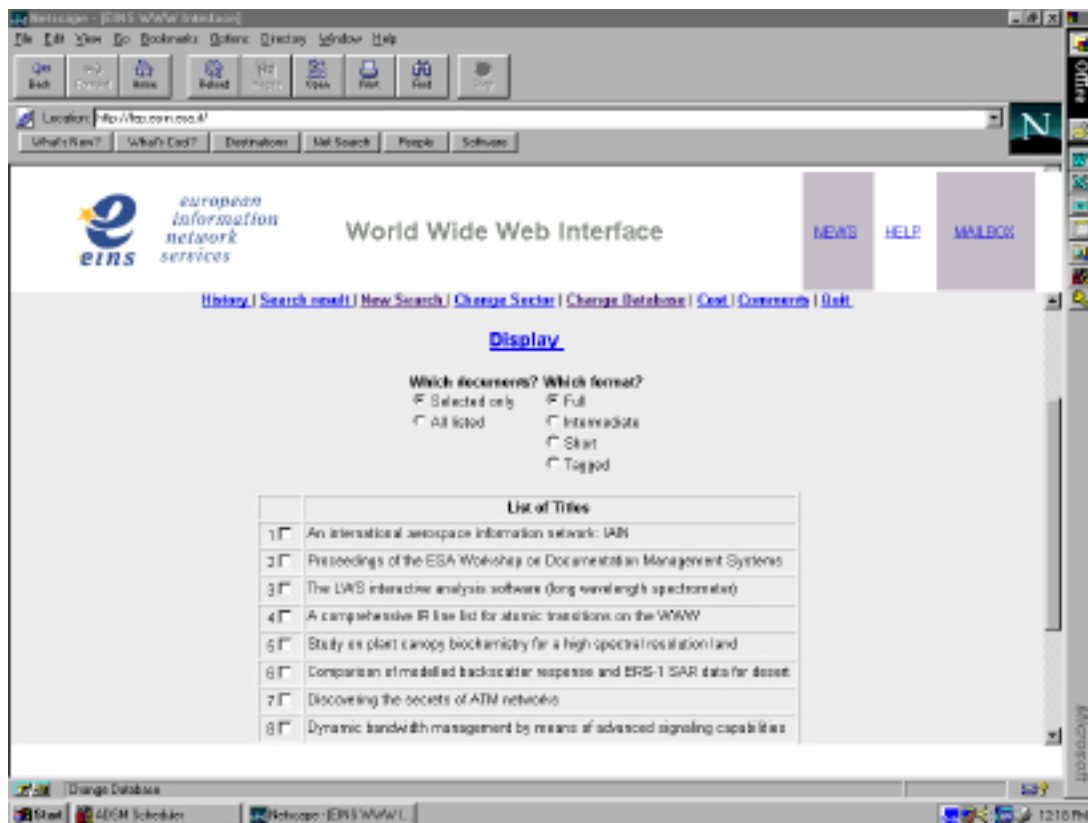 Netscape - [EINS WWW Interface]
File Edit View Go Bookmarks Options Directory Window Help
Back Forward Home Reload Images Open Print Find Stop
Location:
What's New? What's Cool? Destinations Net Search People Software
european
information
network
services
eins
World Wide Web Interface
NEWS HELP MAILBOX
History | Search result | New Search | Change Sector | Change Database | Cost | Comments | Quit
Display
Which documents? Which format?
Selected only Full
All listed Intermediate
Short
Tagged
List of Titles
1 An international aerospace information network: IAIN
2 Proceedings of the ESA Workshop on Documentation Management Systems
3 The LWS interactive analysis software (long wavelength spectrometer)
4 A comprehensive IR line list for atomic transitions on the WWW
5 Study on plant canopy biochemistry for a high spectral resolution land
6 Comparison of modelled backscatter response and ERS-1 SAR data for desert
7 Discovering the secrets of ATM networks
8 Dynamic bandwidth management by means of advanced signaling capabilities
Change Database
Start ADSM Scheduler Netscape - [EINS WWW I... 12:18 PM
Office
Microsoft